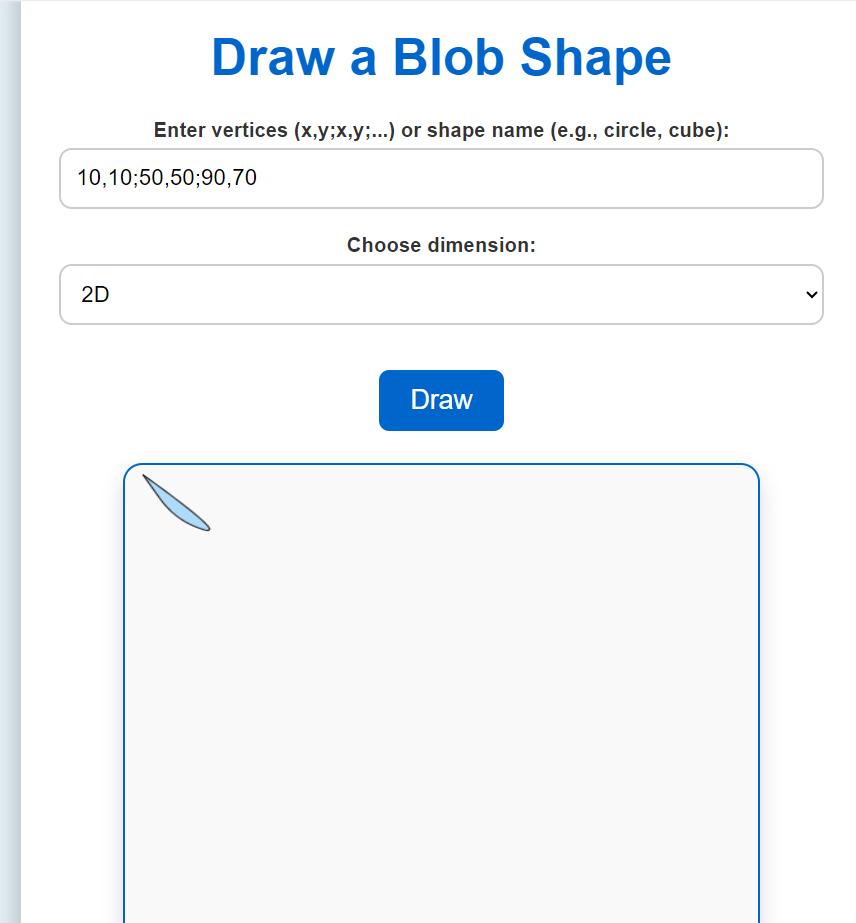 Draw a Blob Shape
Enter vertices (x,y;x,y;...) or shape name (e.g., circle, cube):
10,10;50,50;90,70
Choose dimension:
2D
Draw